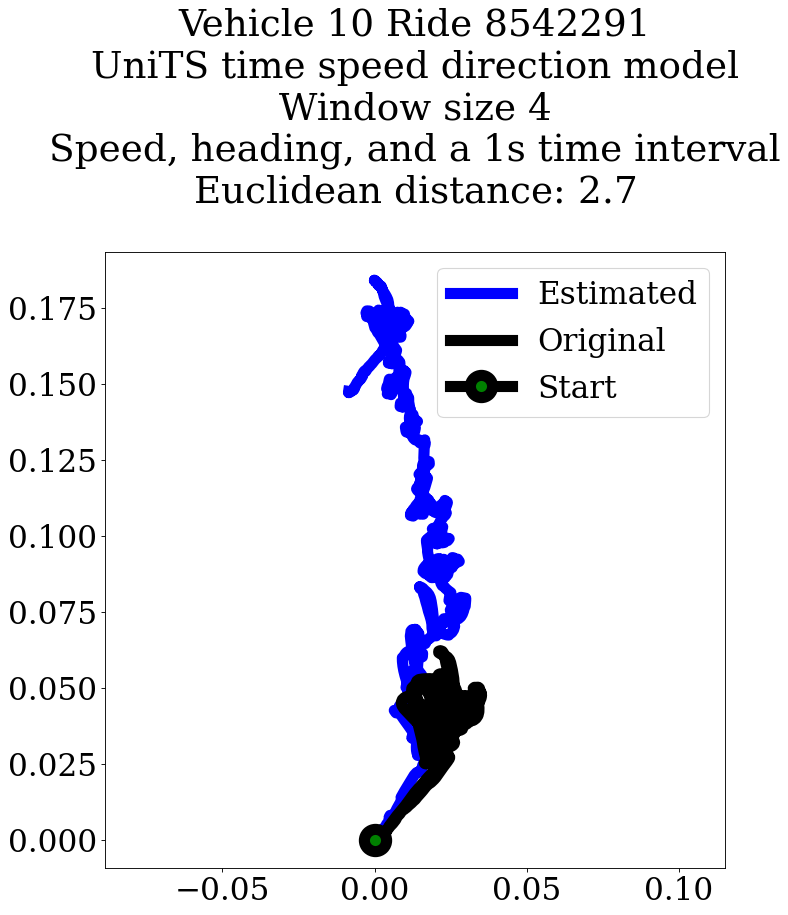 Vehicle 10 Ride 8542291
UniTS time speed direction model
Window size 4
Speed, heading, and a 1s time interval
Euclidean distance: 2.7
Estimated
Original
Start
0.175
0.150
0.125
0.100
0.075
0.050
0.025
0.000
−0.05 0.00 0.05 0.10